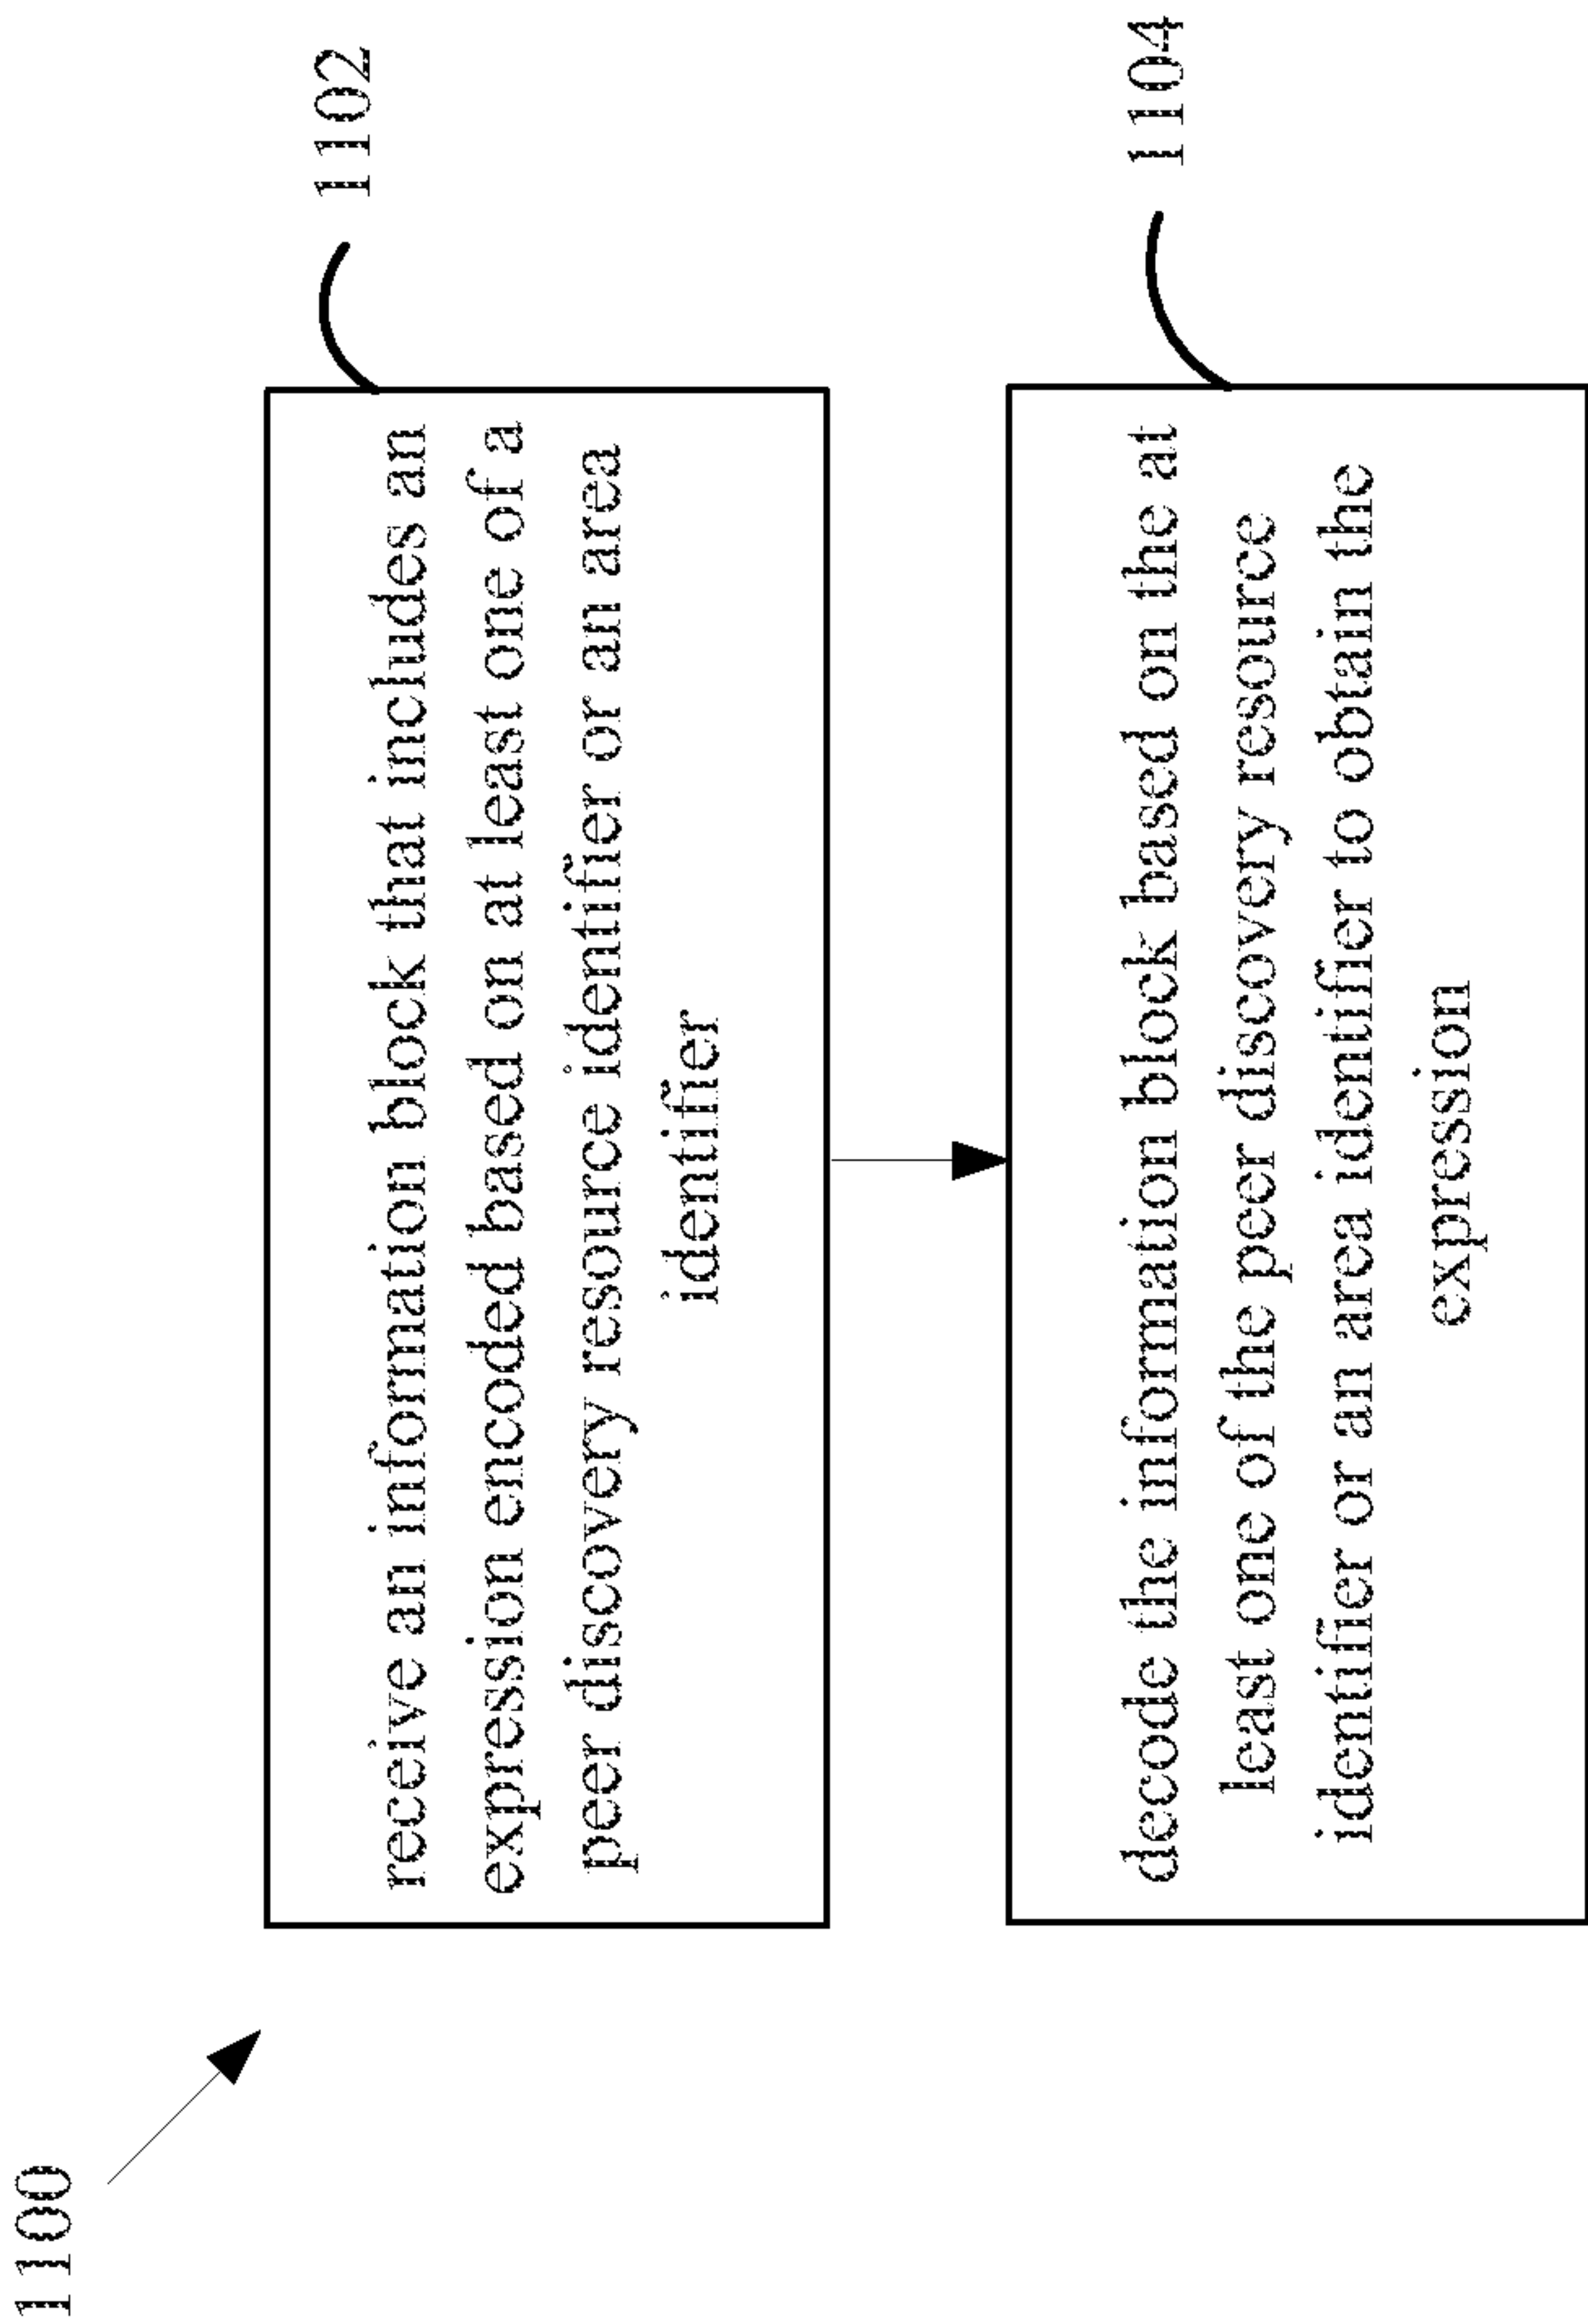 1100
1102
receive an information block that includes an
expression encoded based on at least one of a
peer discovery resource identifier or an area
identifier
1104
decode the information block based on the at
least one of the peer discovery resource
identifier or an area identifier to obtain the
expression